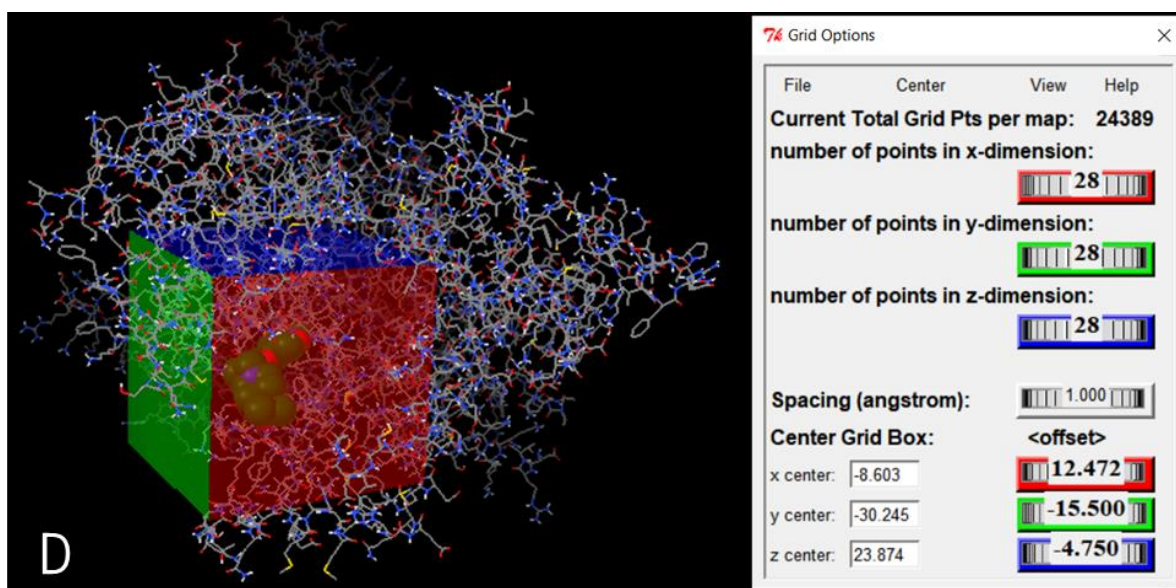 D
7k Grid Options
File Center View Help
Current Total Grid Pts per map: 24389
number of points in x-dimension:
28
number of points in y-dimension:
28
number of points in z-dimension:
28
Spacing (angstrom): 1.000
Center Grid Box: <offset>
x center: -8.603 12.472
y center: -30.245 -15.500
z center: 23.874 -4.750